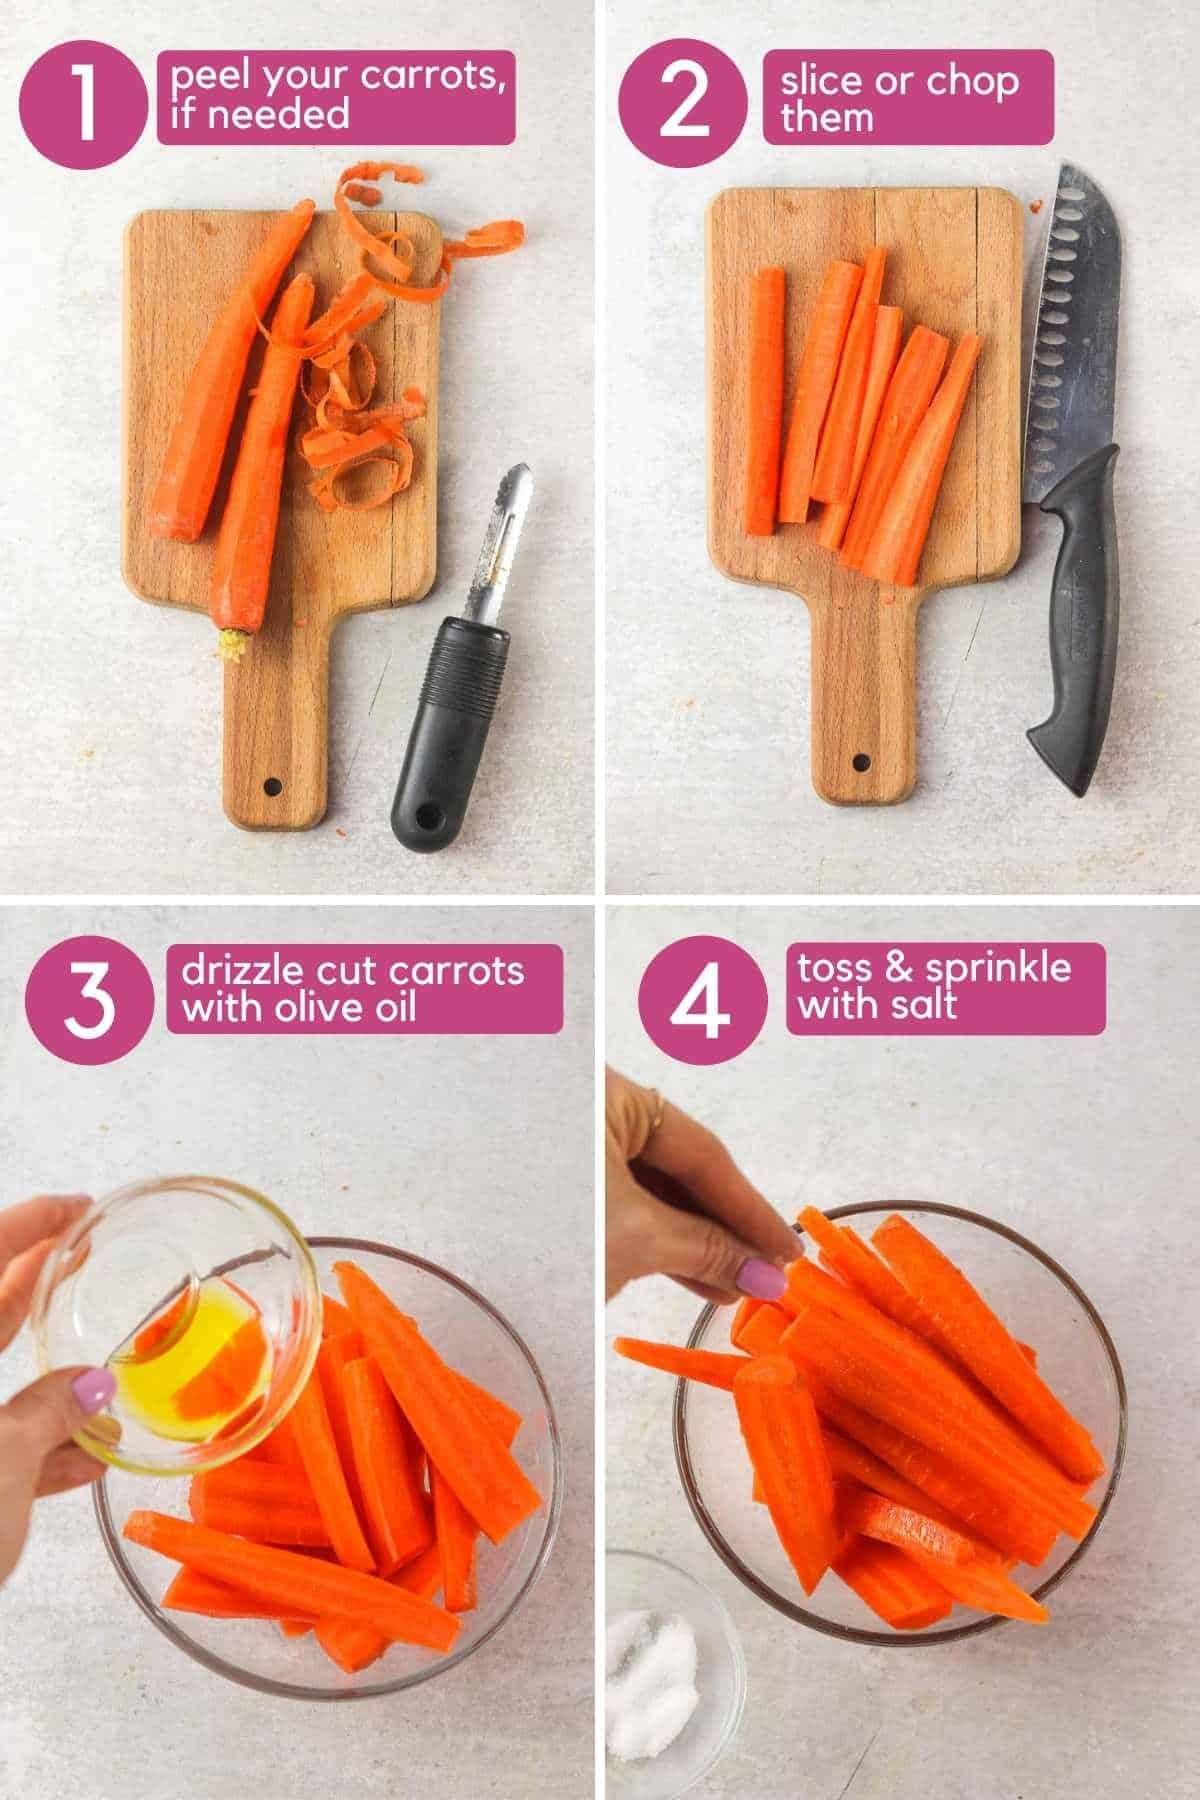 1
peel your carrots,
if needed
2
slice or chop
them
3
drizzle cut carrots
with olive oil
4
toss & sprinkle
with salt